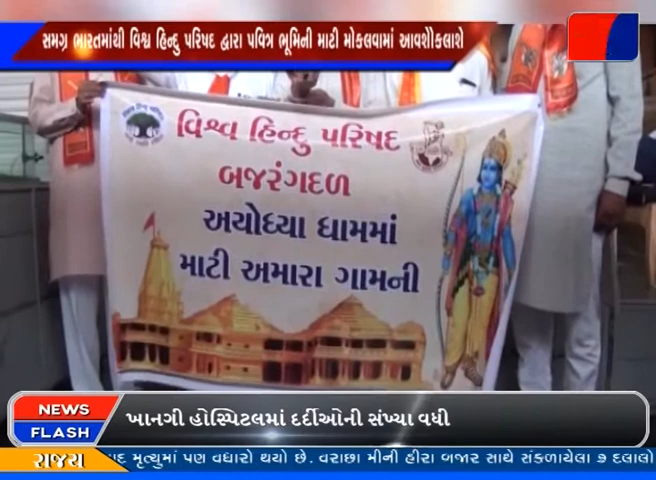 સમગ્ર ભારતમાંથી વિશ્વ હિન્દુ પરિષદ દ્વારા પવિત્ર ભૂમિની માટી મોકલવામાં આવશેોકલાશે
વિશ્વ હિન્દુ પરિષદ
બજરંગદળ
અયોધ્યા ધામમાં
માટી અમારા ગામની
NEWS
FLASH
ખાનગી હોસ્પિટલમાં દર્દીઓની સંખ્યા વધી
રાજ્ય
મૃત્યુમાં પણ વધારો થયો છે. વરાછા મીની હીરા બજાર સાથે સંકળાયેલા ૭ દલાલો